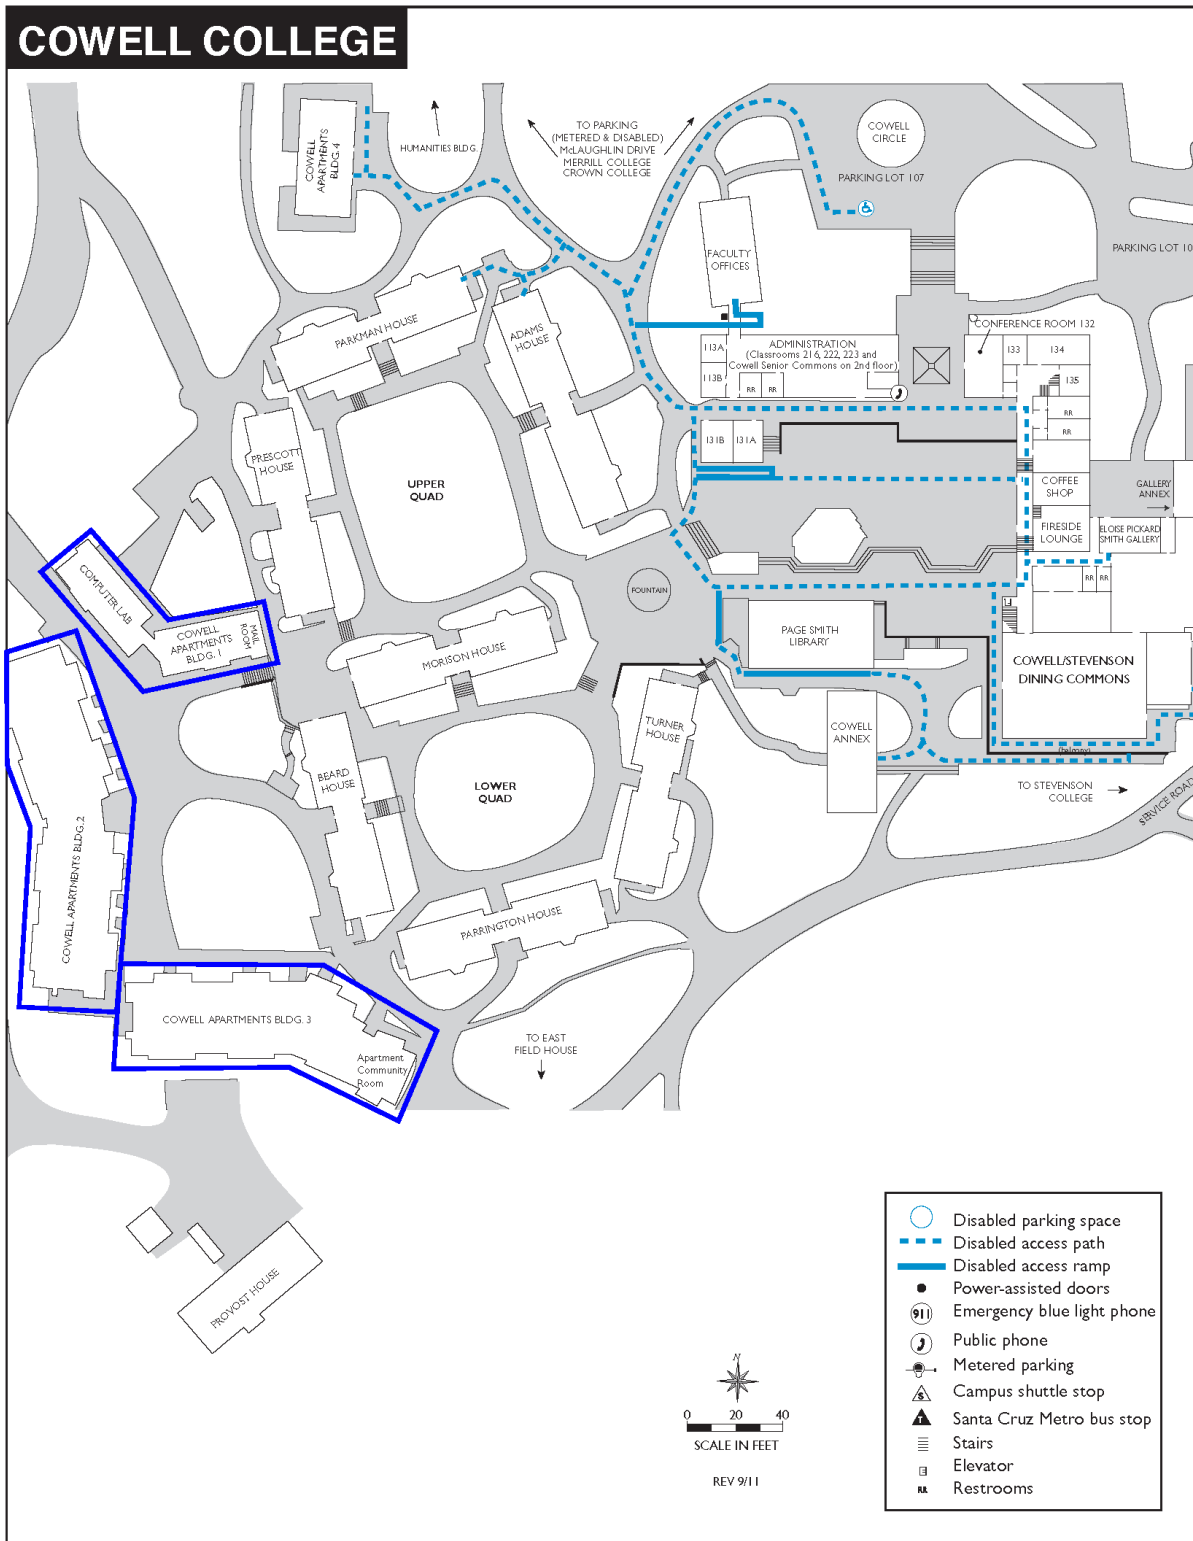 COWELL COLLEGE
COWELL
APARTMENTS
BLDG. 4
HUMANITIES BLDG.
TO PARKING
(METERED & DISABLED)
McLAUGHLIN DRIVE
MERRILL COLLEGE
CROWN COLLEGE
COWELL
CIRCLE
PARKING LOT 107
PARKING LOT 10
FACULTY
OFFICES
PARKMAN HOUSE
ADAMS
HOUSE
113A
113B
ADMINISTRATION
(Classrooms 216, 222, 223 and
Cowell Senior Commons on 2nd floor)
RR
RR
CONFERENCE ROOM 132
133
134
135
RR
RR
131B
131A
PRESCOTT
HOUSE
UPPER
QUAD
COFFEE
SHOP
GALLERY
ANNEX
FIRESIDE
LOUNGE
ELOISE PICKARD
SMITH GALLERY
RR
RR
COMPUTER LAB
COWELL
APARTMENTS
BLDG. 1
MAIL
ROOM
FOUNTAIN
MORISON HOUSE
PAGE SMITH
LIBRARY
COWELL/STEVENSON
DINING COMMONS
TURNER
HOUSE
COWELL
ANNEX
(balcony)
BEARD
HOUSE
LOWER
QUAD
TO STEVENSON
COLLEGE
SERVICE ROAD
COWELL APARTMENTS BLDG. 2
PARRINGTON HOUSE
COWELL APARTMENTS BLDG. 3
Apartment
Community
Room
TO EAST
FIELD HOUSE
PROVOST HOUSE
N
0 20 40
SCALE IN FEET
REV 9/11
Disabled parking space
Disabled access path
Disabled access ramp
Power-assisted doors
911 Emergency blue light phone
Public phone
Metered parking
S Campus shuttle stop
T Santa Cruz Metro bus stop
Stairs
E Elevator
RR Restrooms